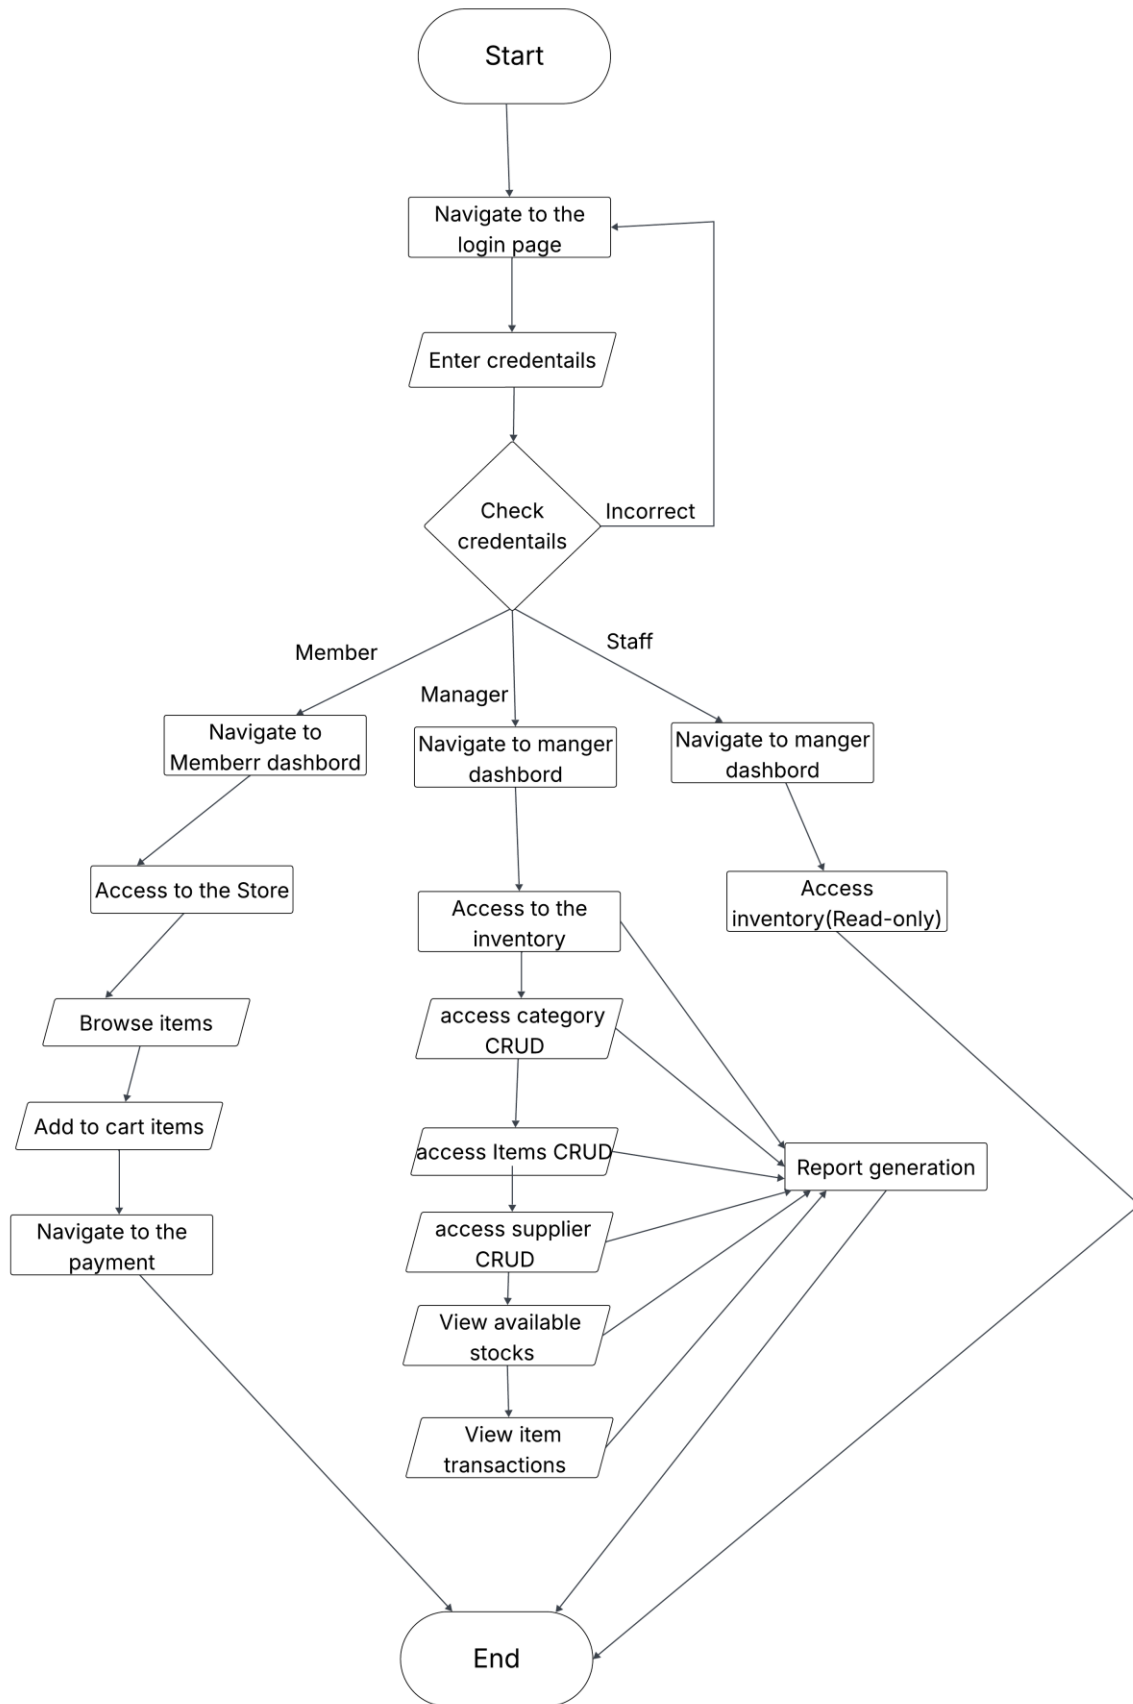 Start
Navigate to the
login page
Enter credentails
Check
credentails
Incorrect
Member
Manager
Staff
Navigate to
Memberr dashbord
Navigate to manger
dashbord
Navigate to manger
dashbord
Access to the Store
Access to the
inventory
Access
inventory(Read-only)
Browse items
access category
CRUD
Add to cart items
access Items CRUD
Report generation
Navigate to the
payment
access supplier
CRUD
View available
stocks
View item
transactions
End